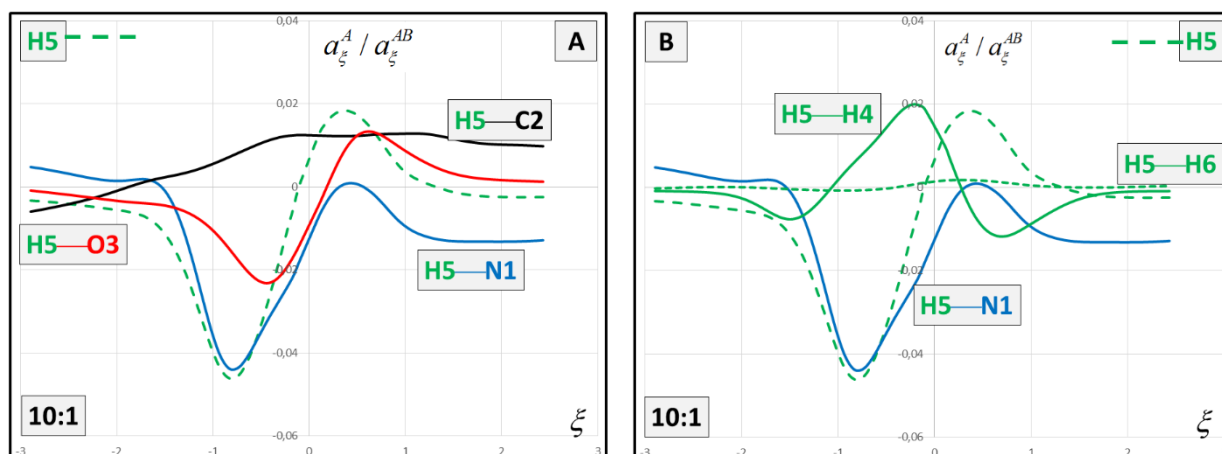 H5
a_ξ^A / a_ξ^AB
A
0,04
0,02
0
-0,02
-0,04
-0,06
H5—C2
H5—O3
H5—N1
10:1
ξ
-3
-2
-1
0
1
2
3
B
a_ξ^A / a_ξ^AB
H5
0,04
0,02
0
-0,02
-0,04
-0,06
H5—H4
H5—H6
H5—N1
10:1
ξ
-3
-2
-1
0
1
2